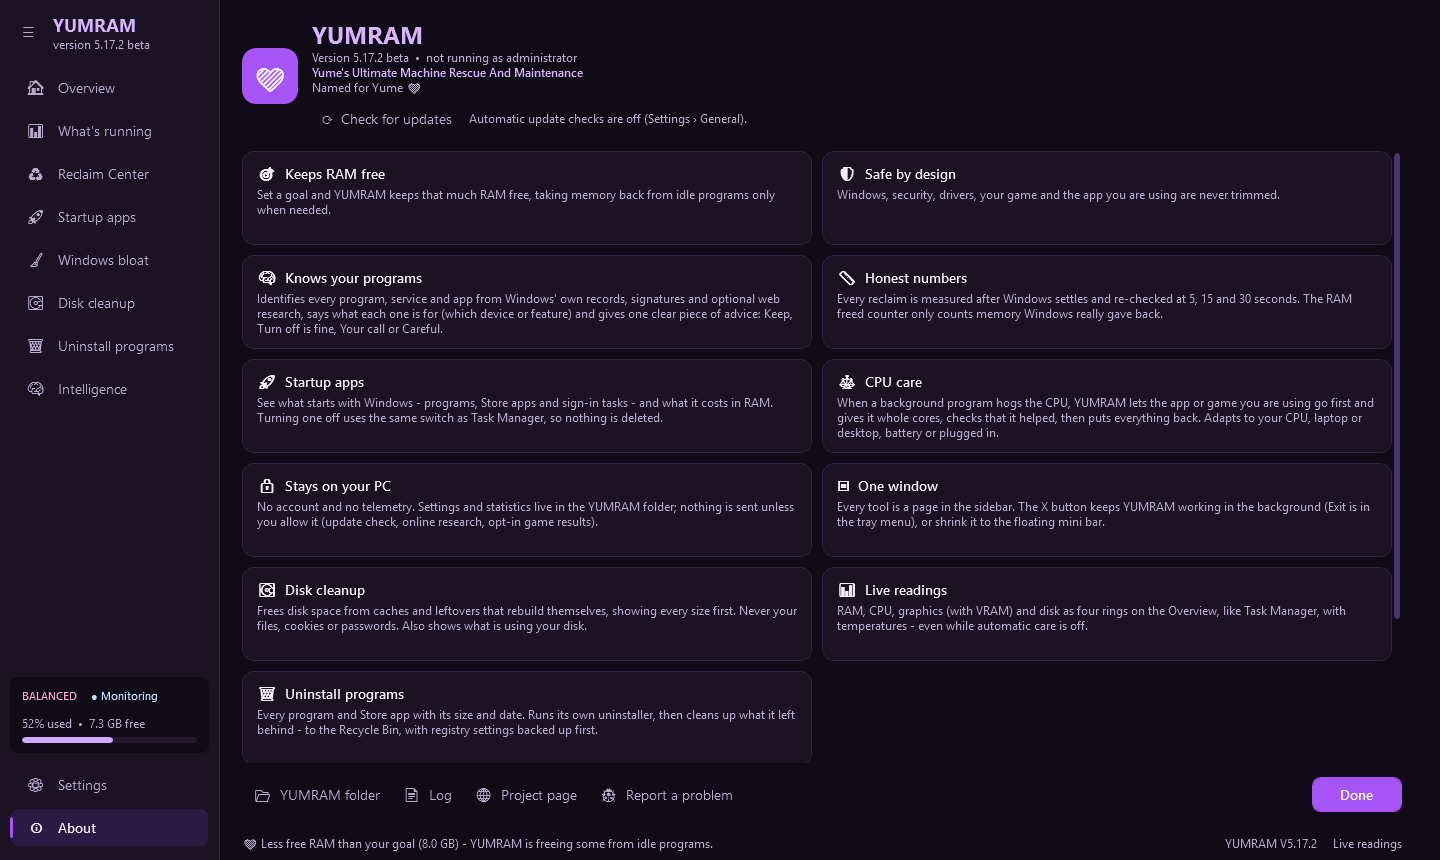 YUMRAM
version 5.17.2 beta
Overview
What's running
Reclaim Center
Startup apps
Windows bloat
Disk cleanup
Uninstall programs
Intelligence
BALANCED ● Monitoring
52% used • 7.3 GB free
Settings
About
YUMRAM
Version 5.17.2 beta • not running as administrator
Yume's Ultimate Machine Rescue And Maintenance
Named for Yume
Check for updates
Automatic update checks are off (Settings › General).
Keeps RAM free
Set a goal and YUMRAM keeps that much RAM free, taking memory back from idle programs only
when needed.
Safe by design
Windows, security, drivers, your game and the app you are using are never trimmed.
Knows your programs
Identifies every program, service and app from Windows' own records, signatures and optional web
research, says what each one is for (which device or feature) and gives one clear piece of advice: Keep,
Turn off is fine, Your call or Careful.
Honest numbers
Every reclaim is measured after Windows settles and re-checked at 5, 15 and 30 seconds. The RAM
freed counter only counts memory Windows really gave back.
Startup apps
See what starts with Windows - programs, Store apps and sign-in tasks - and what it costs in RAM.
Turning one off uses the same switch as Task Manager, so nothing is deleted.
CPU care
When a background program hogs the CPU, YUMRAM lets the app or game you are using go first and
gives it whole cores, checks that it helped, then puts everything back. Adapts to your CPU, laptop or
desktop, battery or plugged in.
Stays on your PC
No account and no telemetry. Settings and statistics live in the YUMRAM folder; nothing is sent unless
you allow it (update check, online research, opt-in game results).
One window
Every tool is a page in the sidebar. The X button keeps YUMRAM working in the background (Exit is in
the tray menu), or shrink it to the floating mini bar.
Disk cleanup
Frees disk space from caches and leftovers that rebuild themselves, showing every size first. Never your
files, cookies or passwords. Also shows what is using your disk.
Live readings
RAM, CPU, graphics (with VRAM) and disk as four rings on the Overview, like Task Manager, with
temperatures - even while automatic care is off.
Uninstall programs
Every program and Store app with its size and date. Runs its own uninstaller, then cleans up what it left
behind - to the Recycle Bin, with registry settings backed up first.
YUMRAM folder
Log
Project page
Report a problem
Done
Less free RAM than your goal (8.0 GB) - YUMRAM is freeing some from idle programs.
YUMRAM V5.17.2
Live readings